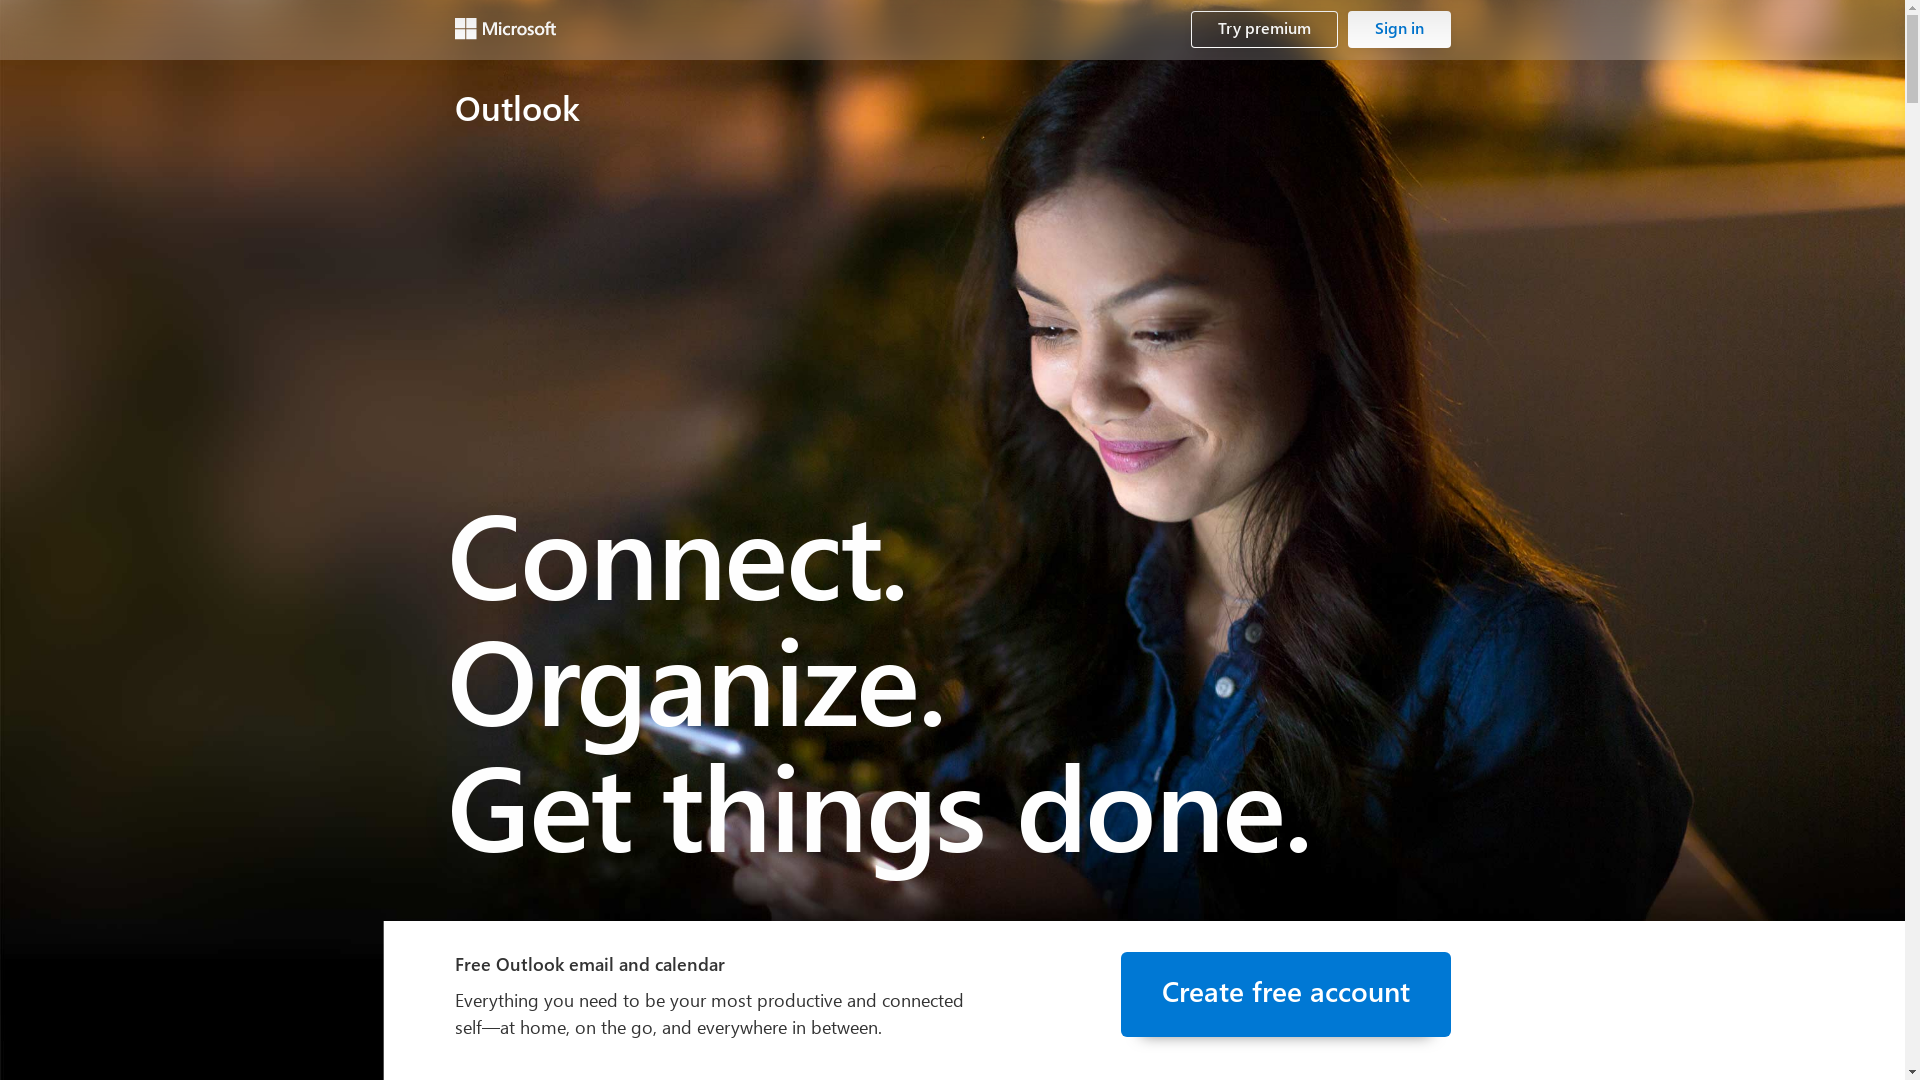 Microsoft
Try premium
Sign in
Outlook
Connect.
Organize.
Get things done.
Free Outlook email and calendar
Everything you need to be your most productive and connected
self—at home, on the go, and everywhere in between.
Create free account